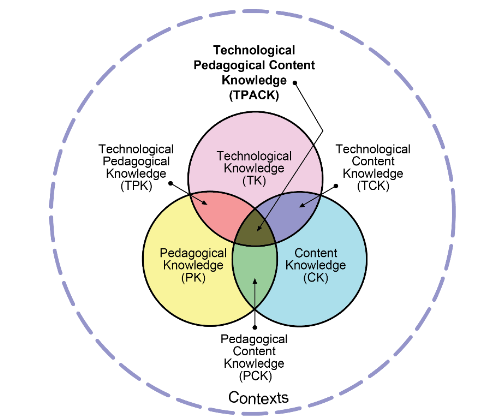 Technological
Pedagogical Content
Knowledge
(TPACK)
Technological
Pedagogical
Knowledge
(TPK)
Technological
Knowledge
(TK)
Technological
Content
Knowledge
(TCK)
Pedagogical
Knowledge
(PK)
Content
Knowledge
(CK)
Pedagogical
Content
Knowledge
(PCK)
Contexts